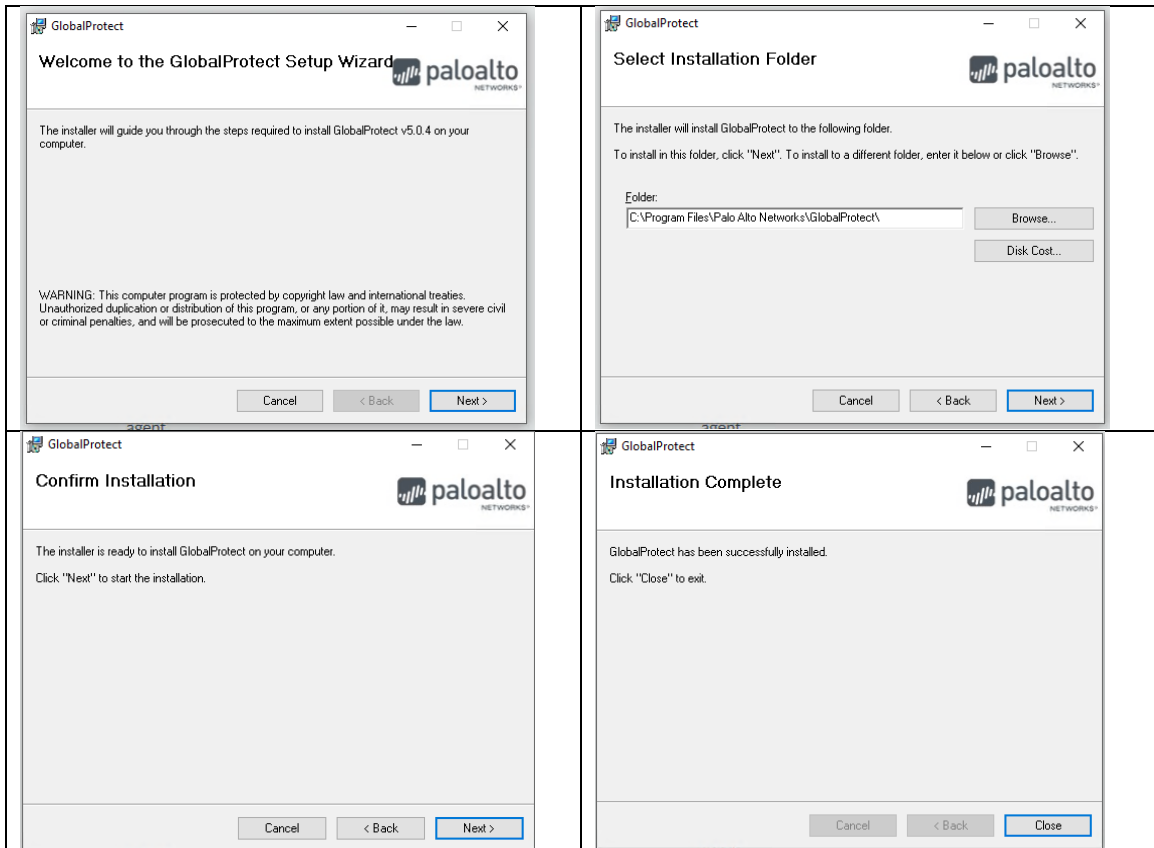 GlobalProtect
Welcome to the GlobalProtect Setup Wizard
paloalto
NETWORKS®
The installer will guide you through the steps required to install GlobalProtect v5.0.4 on your
computer.
WARNING: This computer program is protected by copyright law and international treaties.
Unauthorized duplication or distribution of this program, or any portion of it, may result in severe civil
or criminal penalties, and will be prosecuted to the maximum extent possible under the law.
Cancel
< Back
Next >
agent
GlobalProtect
Select Installation Folder
paloalto
NETWORKS®
The installer will install GlobalProtect to the following folder.
To install in this folder, click "Next". To install to a different folder, enter it below or click "Browse".
Folder:
C:\Program Files\Palo Alto Networks\GlobalProtect\
Browse...
Disk Cost...
Cancel
< Back
Next >
agent
GlobalProtect
Confirm Installation
paloalto
NETWORKS®
The installer is ready to install GlobalProtect on your computer.
Click "Next" to start the installation.
Cancel
< Back
Next >
GlobalProtect
Installation Complete
paloalto
NETWORKS®
GlobalProtect has been successfully installed.
Click "Close" to exit.
Cancel
< Back
Close